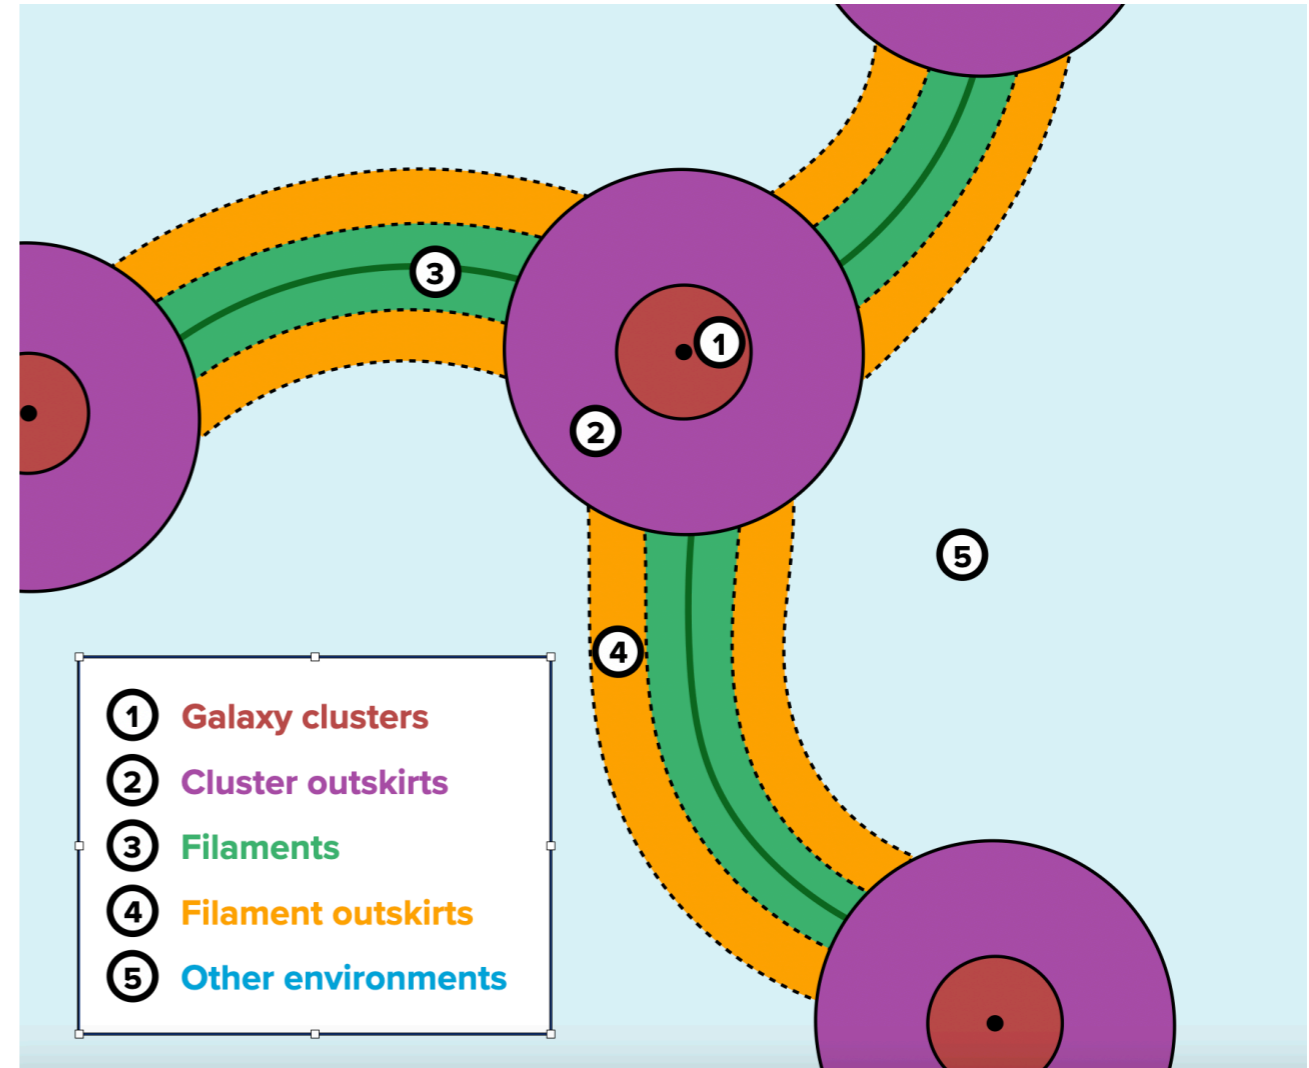 3
1
2
5
4
1 Galaxy clusters
2 Cluster outskirts
3 Filaments
4 Filament outskirts
5 Other environments